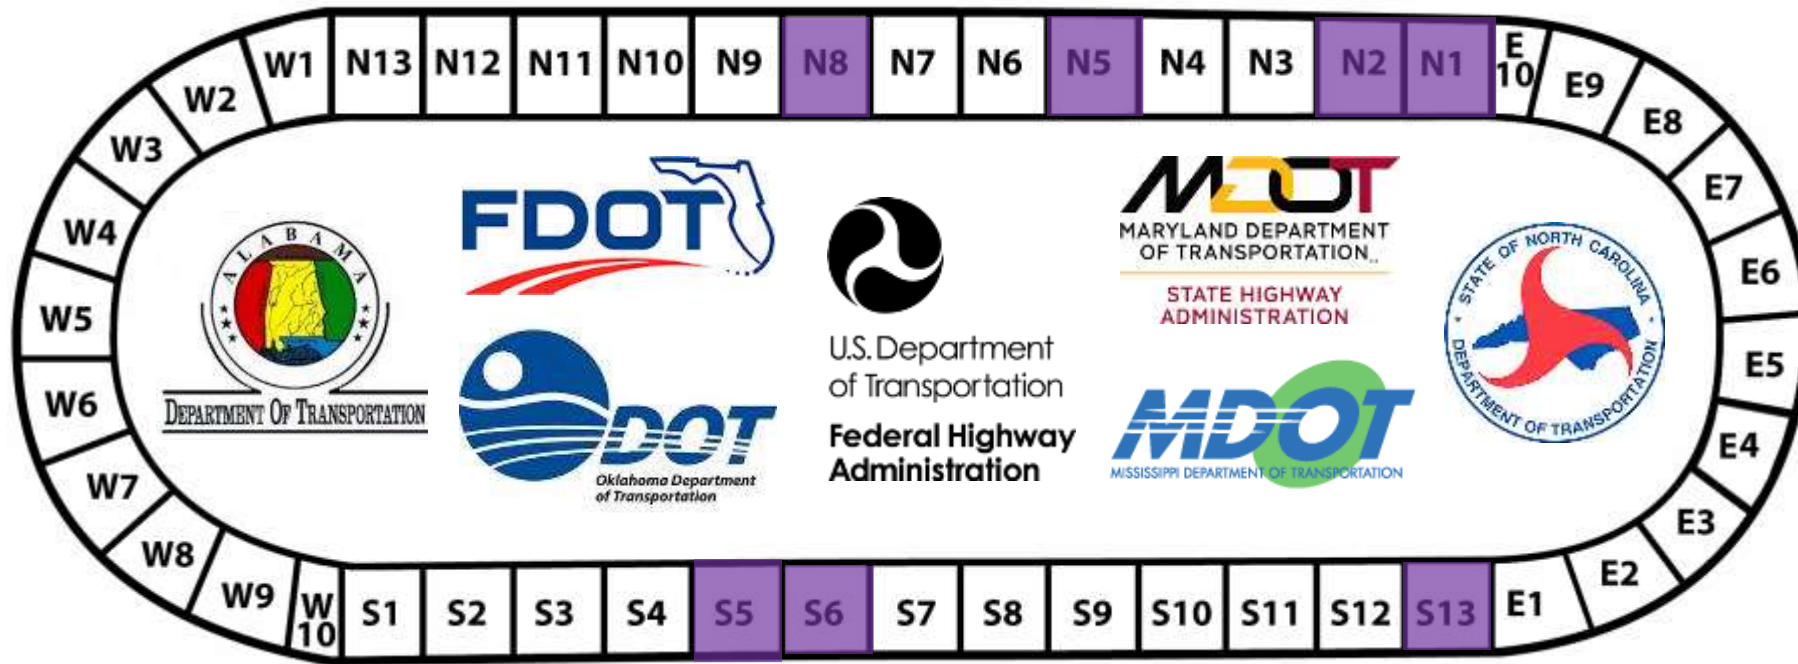 W1 N13 N12 N11 N10 N9 N8 N7 N6 N5 N4 N3 N2 N1 E
10 E9
W2 E8
W3 E7
W4 E6
W5 E5
W6 E4
W7 E3
W8 E2
W9 W
10 S1 S2 S3 S4 S5 S6 S7 S8 S9 S10 S11 S12 S13 E1
ALABAMA
DEPARTMENT OF TRANSPORTATION
FDOT
DOT
Oklahoma Department
of Transportation
U.S. Department
of Transportation
Federal Highway
Administration
MDOT
MARYLAND DEPARTMENT
OF TRANSPORTATION
STATE HIGHWAY
ADMINISTRATION
MDOT
MISSISSIPPI DEPARTMENT OF TRANSPORTATION
STATE OF NORTH CAROLINA
DEPARTMENT OF TRANSPORTATION